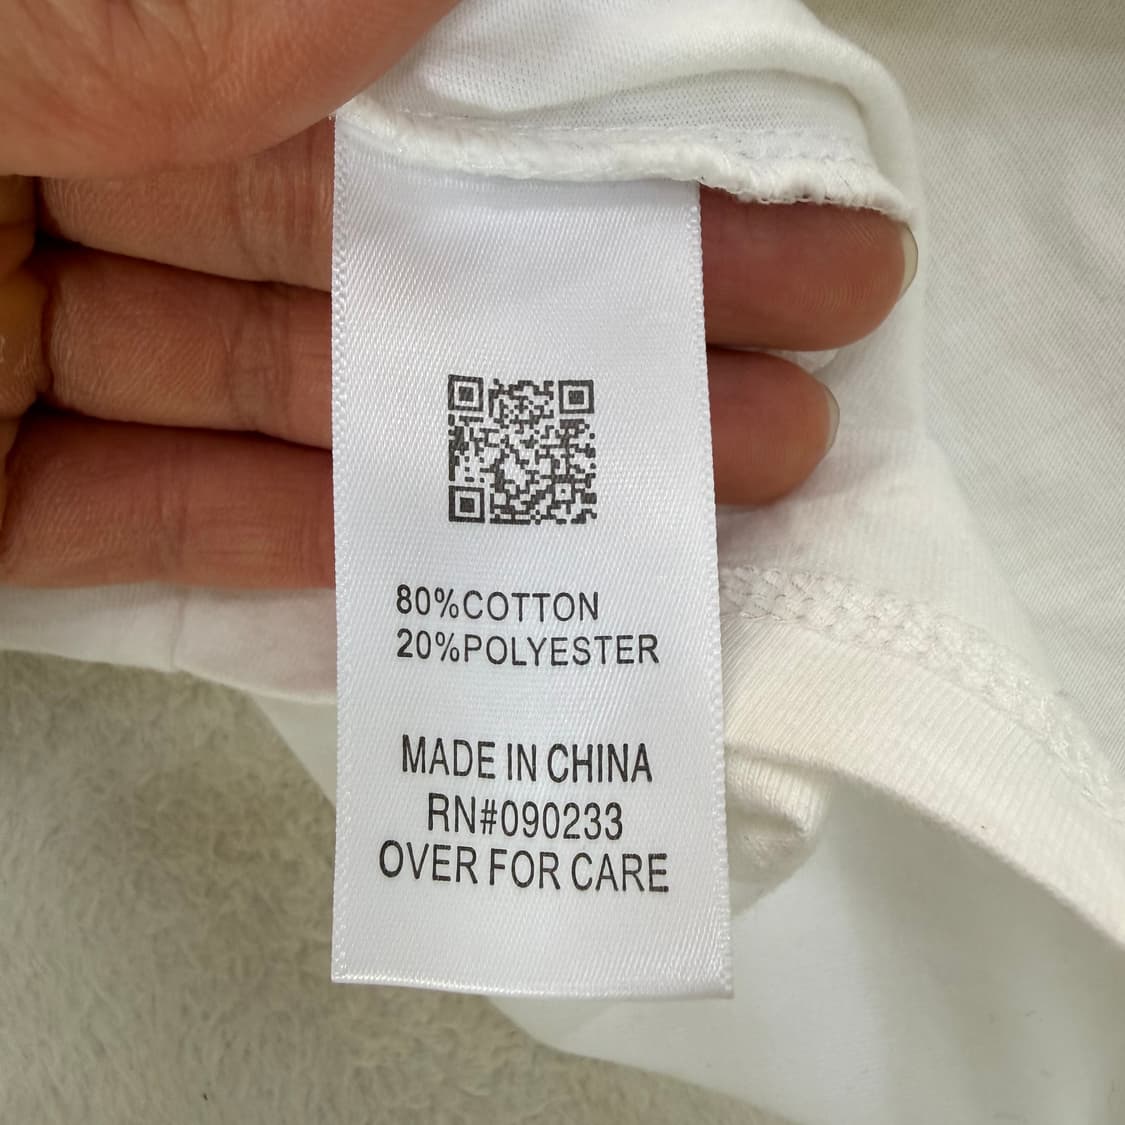 80%COTTON
20%POLYESTER
MADE IN CHINA
RN#090233
OVER FOR CARE